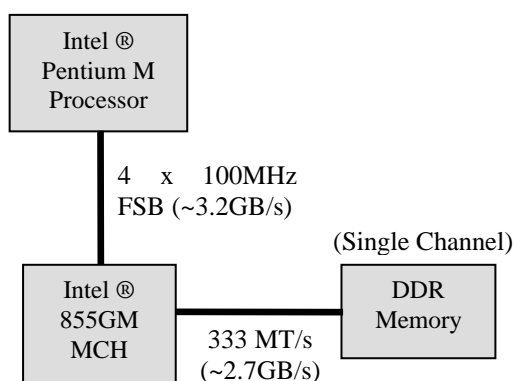 Intel ®
Pentium M
Processor
4 x 100MHz
FSB (~3.2GB/s)
(Single Channel)
Intel ®
855GM
MCH
333 MT/s
(~2.7GB/s)
DDR
Memory